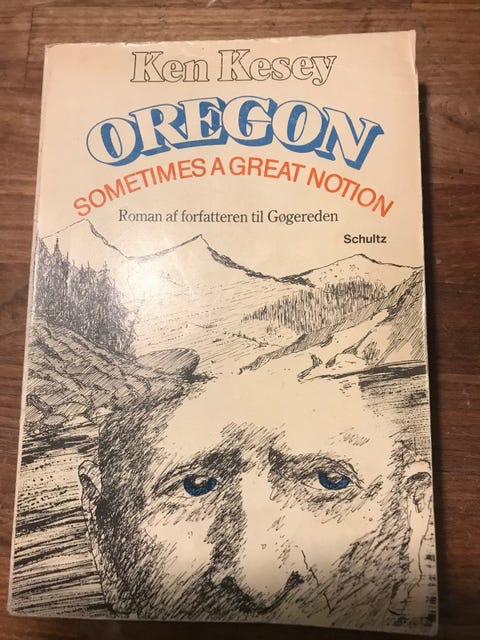 Ken Kesey
OREGON
SOMETIMES A GREAT NOTION
Roman af forfatteren til Gøgereden
Schultz